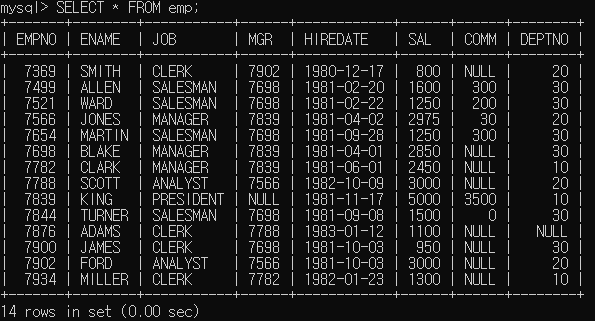 mysql> SELECT * FROM emp;
+-------+--------+-----------+------+------------+------+------+--------+
| EMPNO | ENAME  | JOB       | MGR  | HIREDATE   | SAL  | COMM | DEPTNO |
+-------+--------+-----------+------+------------+------+------+--------+
|  7369 | SMITH  | CLERK     | 7902 | 1980-12-17 |  800 | NULL |     20 |
|  7499 | ALLEN  | SALESMAN  | 7698 | 1981-02-20 | 1600 |  300 |     30 |
|  7521 | WARD   | SALESMAN  | 7698 | 1981-02-22 | 1250 |  200 |     30 |
|  7566 | JONES  | MANAGER   | 7839 | 1981-04-02 | 2975 |   30 |     20 |
|  7654 | MARTIN | SALESMAN  | 7698 | 1981-09-28 | 1250 |  300 |     30 |
|  7698 | BLAKE  | MANAGER   | 7839 | 1981-04-01 | 2850 | NULL |     30 |
|  7782 | CLARK  | MANAGER   | 7839 | 1981-06-01 | 2450 | NULL |     10 |
|  7788 | SCOTT  | ANALYST   | 7566 | 1982-10-09 | 3000 | NULL |     20 |
|  7839 | KING   | PRESIDENT | NULL | 1981-11-17 | 5000 | 3500 |     10 |
|  7844 | TURNER | SALESMAN  | 7698 | 1981-09-08 | 1500 |    0 |     30 |
|  7876 | ADAMS  | CLERK     | 7788 | 1983-01-12 | 1100 | NULL |   NULL |
|  7900 | JAMES  | CLERK     | 7698 | 1981-10-03 |  950 | NULL |     30 |
|  7902 | FORD   | ANALYST   | 7566 | 1981-10-03 | 3000 | NULL |     20 |
|  7934 | MILLER | CLERK     | 7782 | 1982-01-23 | 1300 | NULL |     10 |
+-------+--------+-----------+------+------------+------+------+--------+
14 rows in set (0.00 sec)